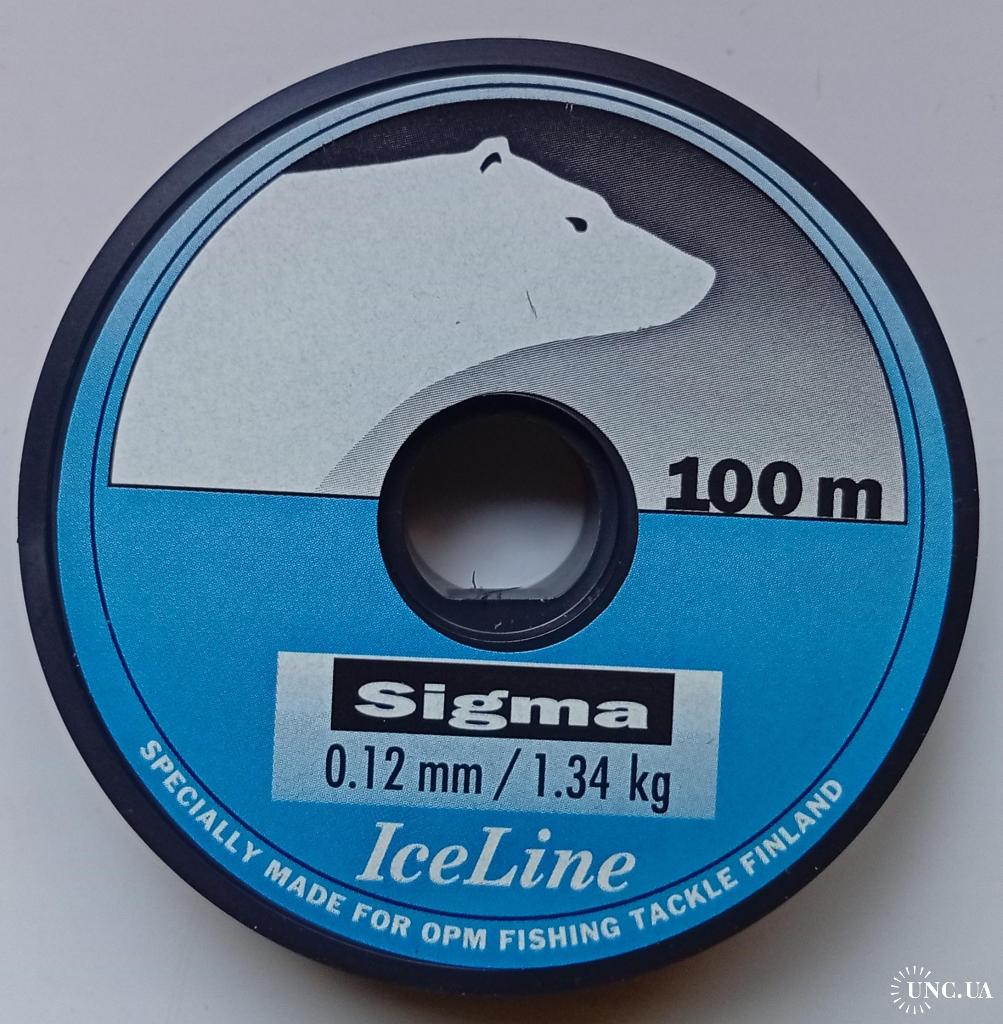 100 m
Sigma
0.12 mm / 1.34 kg
IceLine
SPECIALLY MADE FOR OPM FISHING TACKLE FINLAND
UNC.UA